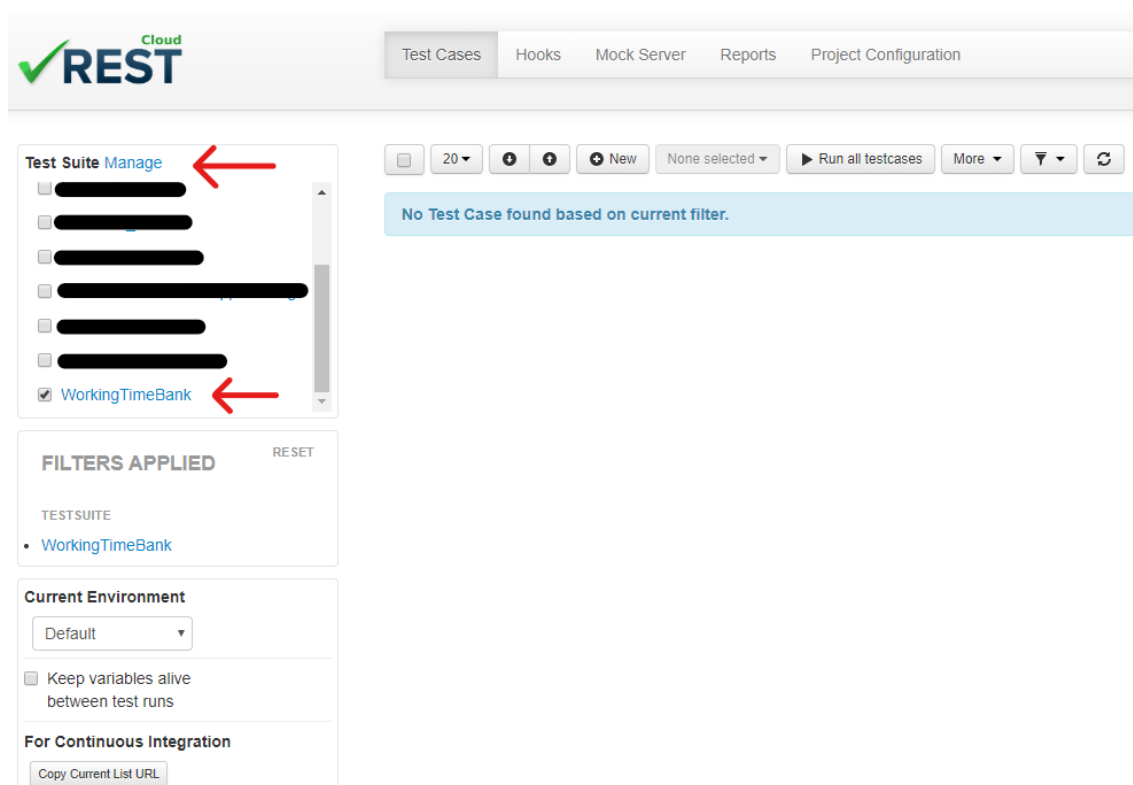 Cloud
REST
Test Cases Hooks Mock Server Reports Project Configuration
Test Suite Manage
20 New None selected Run all testcases More
No Test Case found based on current filter.
WorkingTimeBank
FILTERS APPLIED RESET
TESTSUITE
WorkingTimeBank
Current Environment
Default
Keep variables alive
between test runs
For Continuous Integration
Copy Current List URL